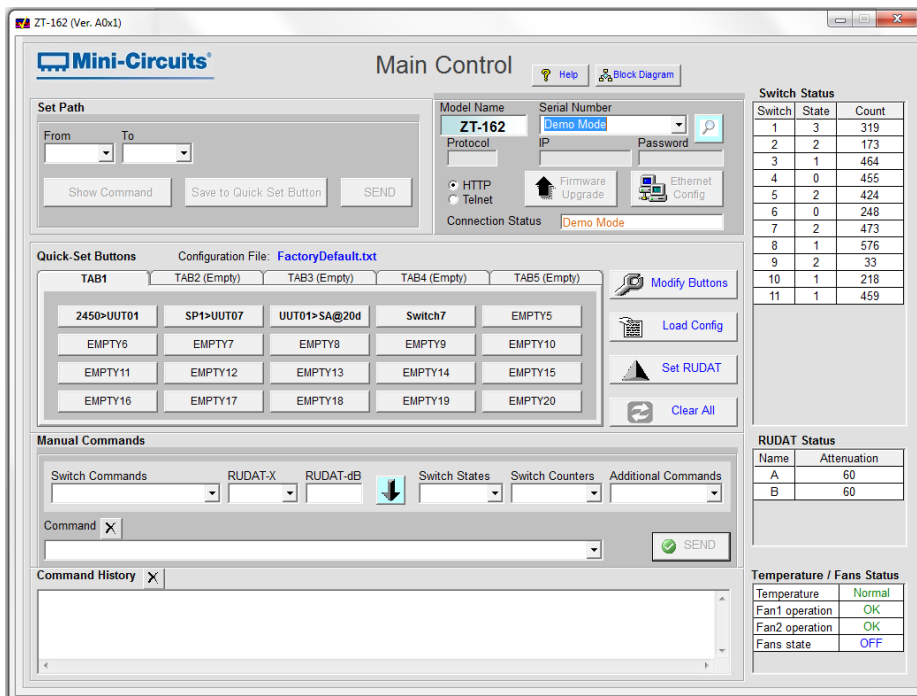 ZT-162 (Ver. A0x1)
Mini-Circuits®
Main Control
Help
Block Diagram
Set Path
From To
Show Command
Save to Quick Set Button
SEND
Model Name Serial Number
ZT-162 Demo Mode
Protocol IP Password
HTTP
Telnet
Firmware
Upgrade
Ethernet
Config
Connection Status Demo Mode
Switch Status
Switch State Count
1 3 319
2 2 173
3 1 464
4 0 455
5 2 424
6 0 248
7 2 473
8 1 576
9 2 33
10 1 218
11 1 459
Quick-Set Buttons Configuration File: FactoryDefault.txt
TAB1 TAB2 (Empty) TAB3 (Empty) TAB4 (Empty) TAB5 (Empty)
2450>UUT01 SP1>UUT07 UUT01>SA@20d Switch7 EMPTY5
EMPTY6 EMPTY7 EMPTY8 EMPTY9 EMPTY10
EMPTY11 EMPTY12 EMPTY13 EMPTY14 EMPTY15
EMPTY16 EMPTY17 EMPTY18 EMPTY19 EMPTY20
Modify Buttons
Load Config
Set RUDAT
Clear All
Manual Commands
Switch Commands RUDAT-X RUDAT-dB Switch States Switch Counters Additional Commands
Command X
SEND
Command History X
RUDAT Status
Name Attenuation
A 60
B 60
Temperature / Fans Status
Temperature Normal
Fan1 operation OK
Fan2 operation OK
Fans state OFF